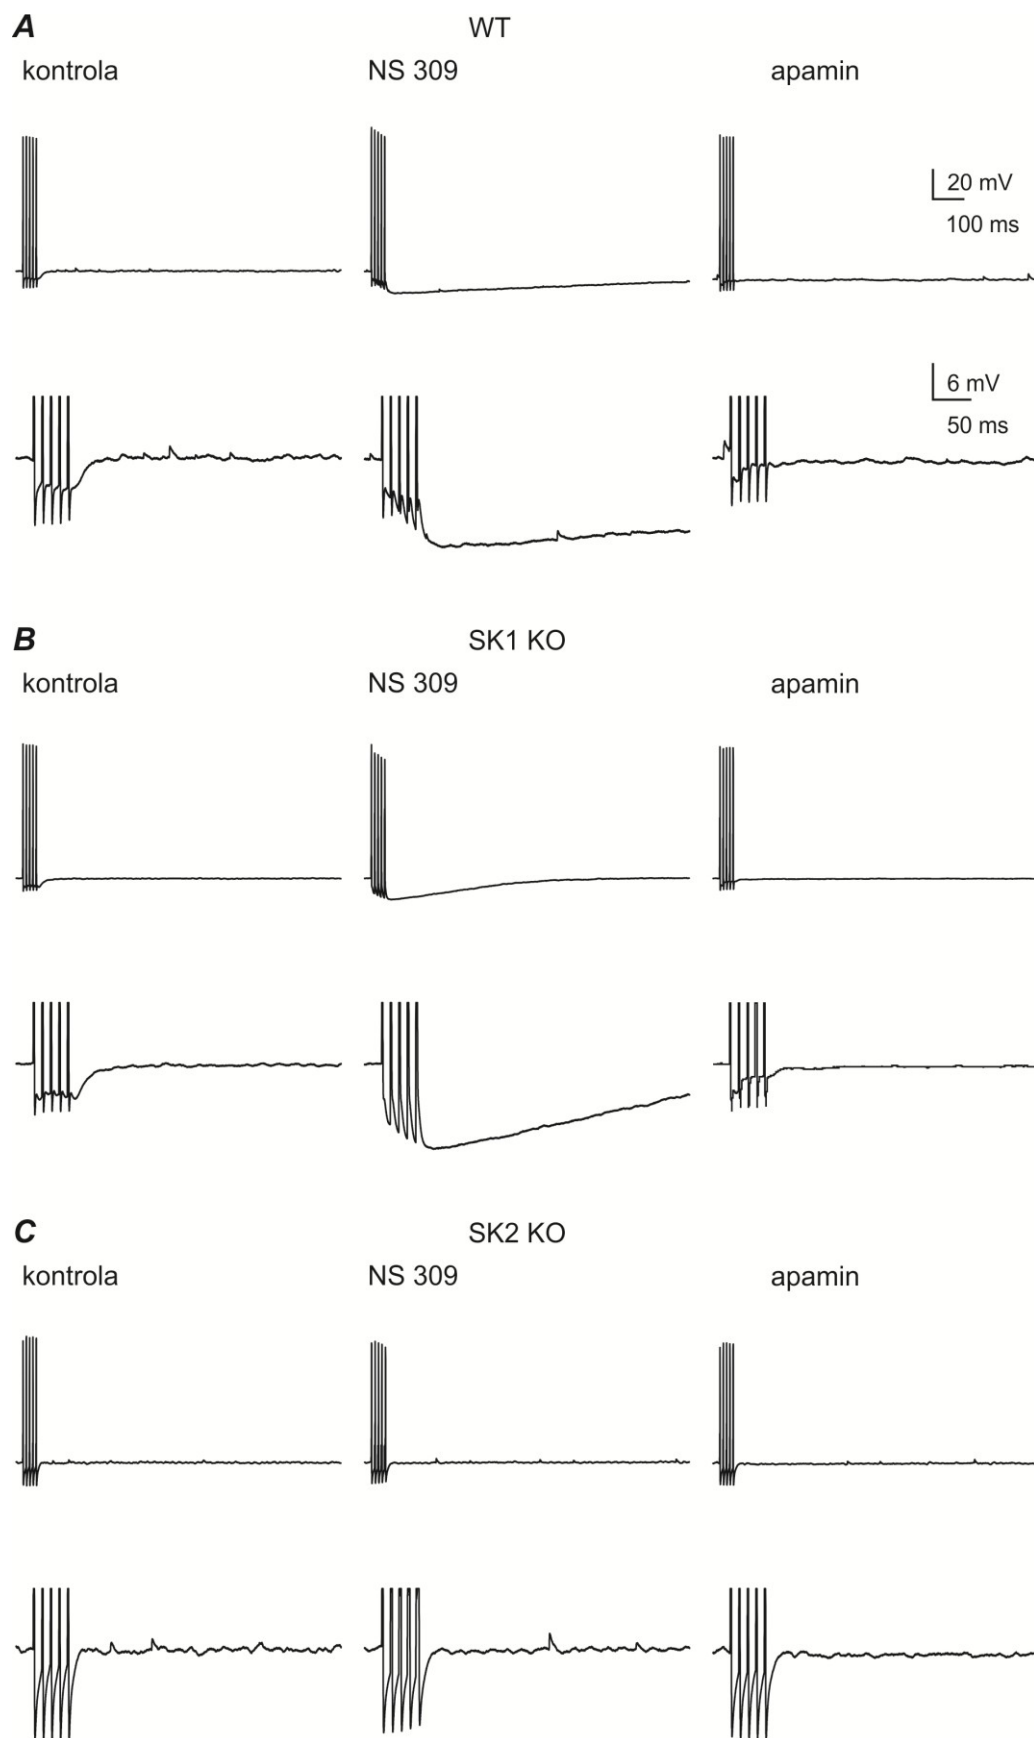 A WT
kontrola NS 309 apamin
20 mV
100 ms
6 mV
50 ms
B SK1 KO
kontrola NS 309 apamin
C SK2 KO
kontrola NS 309 apamin